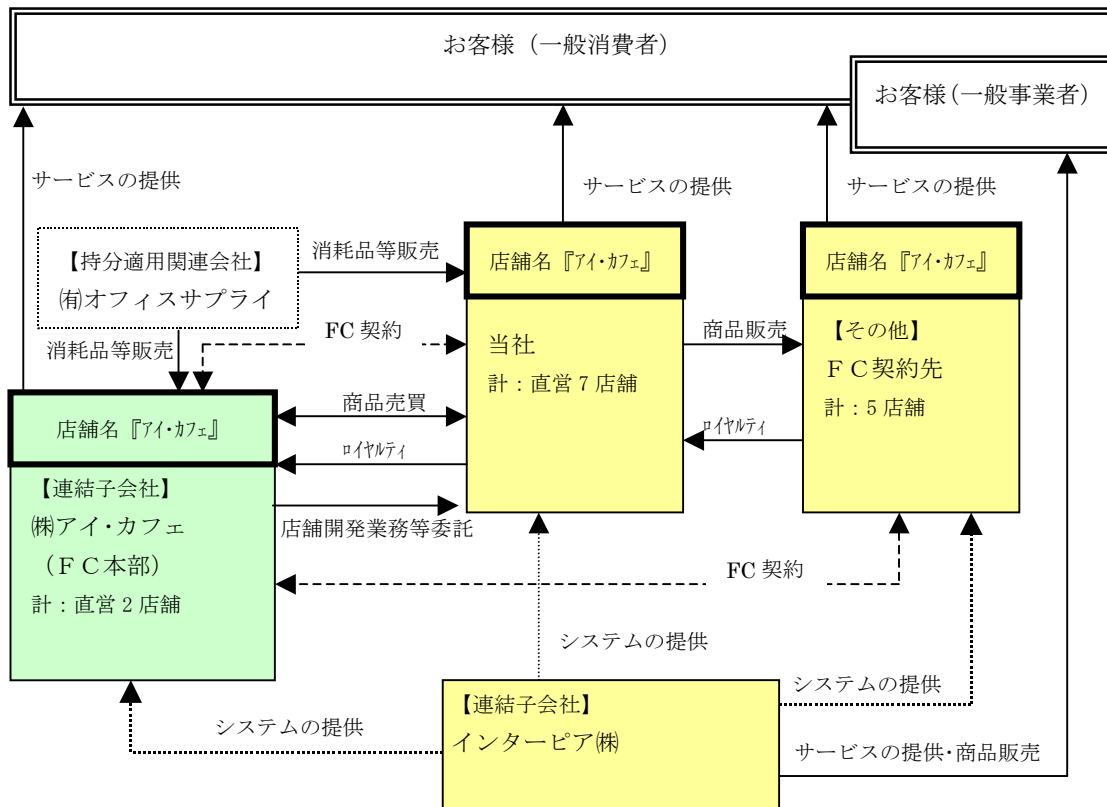 お客様（一般消費者）
お客様（一般事業者）
サービスの提供
サービスの提供
サービスの提供
【持分適用関連会社】
㈲オフィスサプライ
消耗品等販売
消耗品等販売
店舗名『ｱｲ・ｶﾌｪ』
店舗名『ｱｲ・ｶﾌｪ』
FC 契約
当社
計：直営 7 店舗
商品販売
【その他】
ＦＣ契約先
計：5 店舗
店舗名『ｱｲ・ｶﾌｪ』
商品売買
ﾛｲﾔﾙﾃｨ
ﾛｲﾔﾙﾃｨ
【連結子会社】
㈱アイ・カフェ
（ＦＣ本部）
計：直営 2 店舗
店舗開発業務等委託
FC 契約
システムの提供
システムの提供
システムの提供
【連結子会社】
インターピア㈱
サービスの提供・商品販売